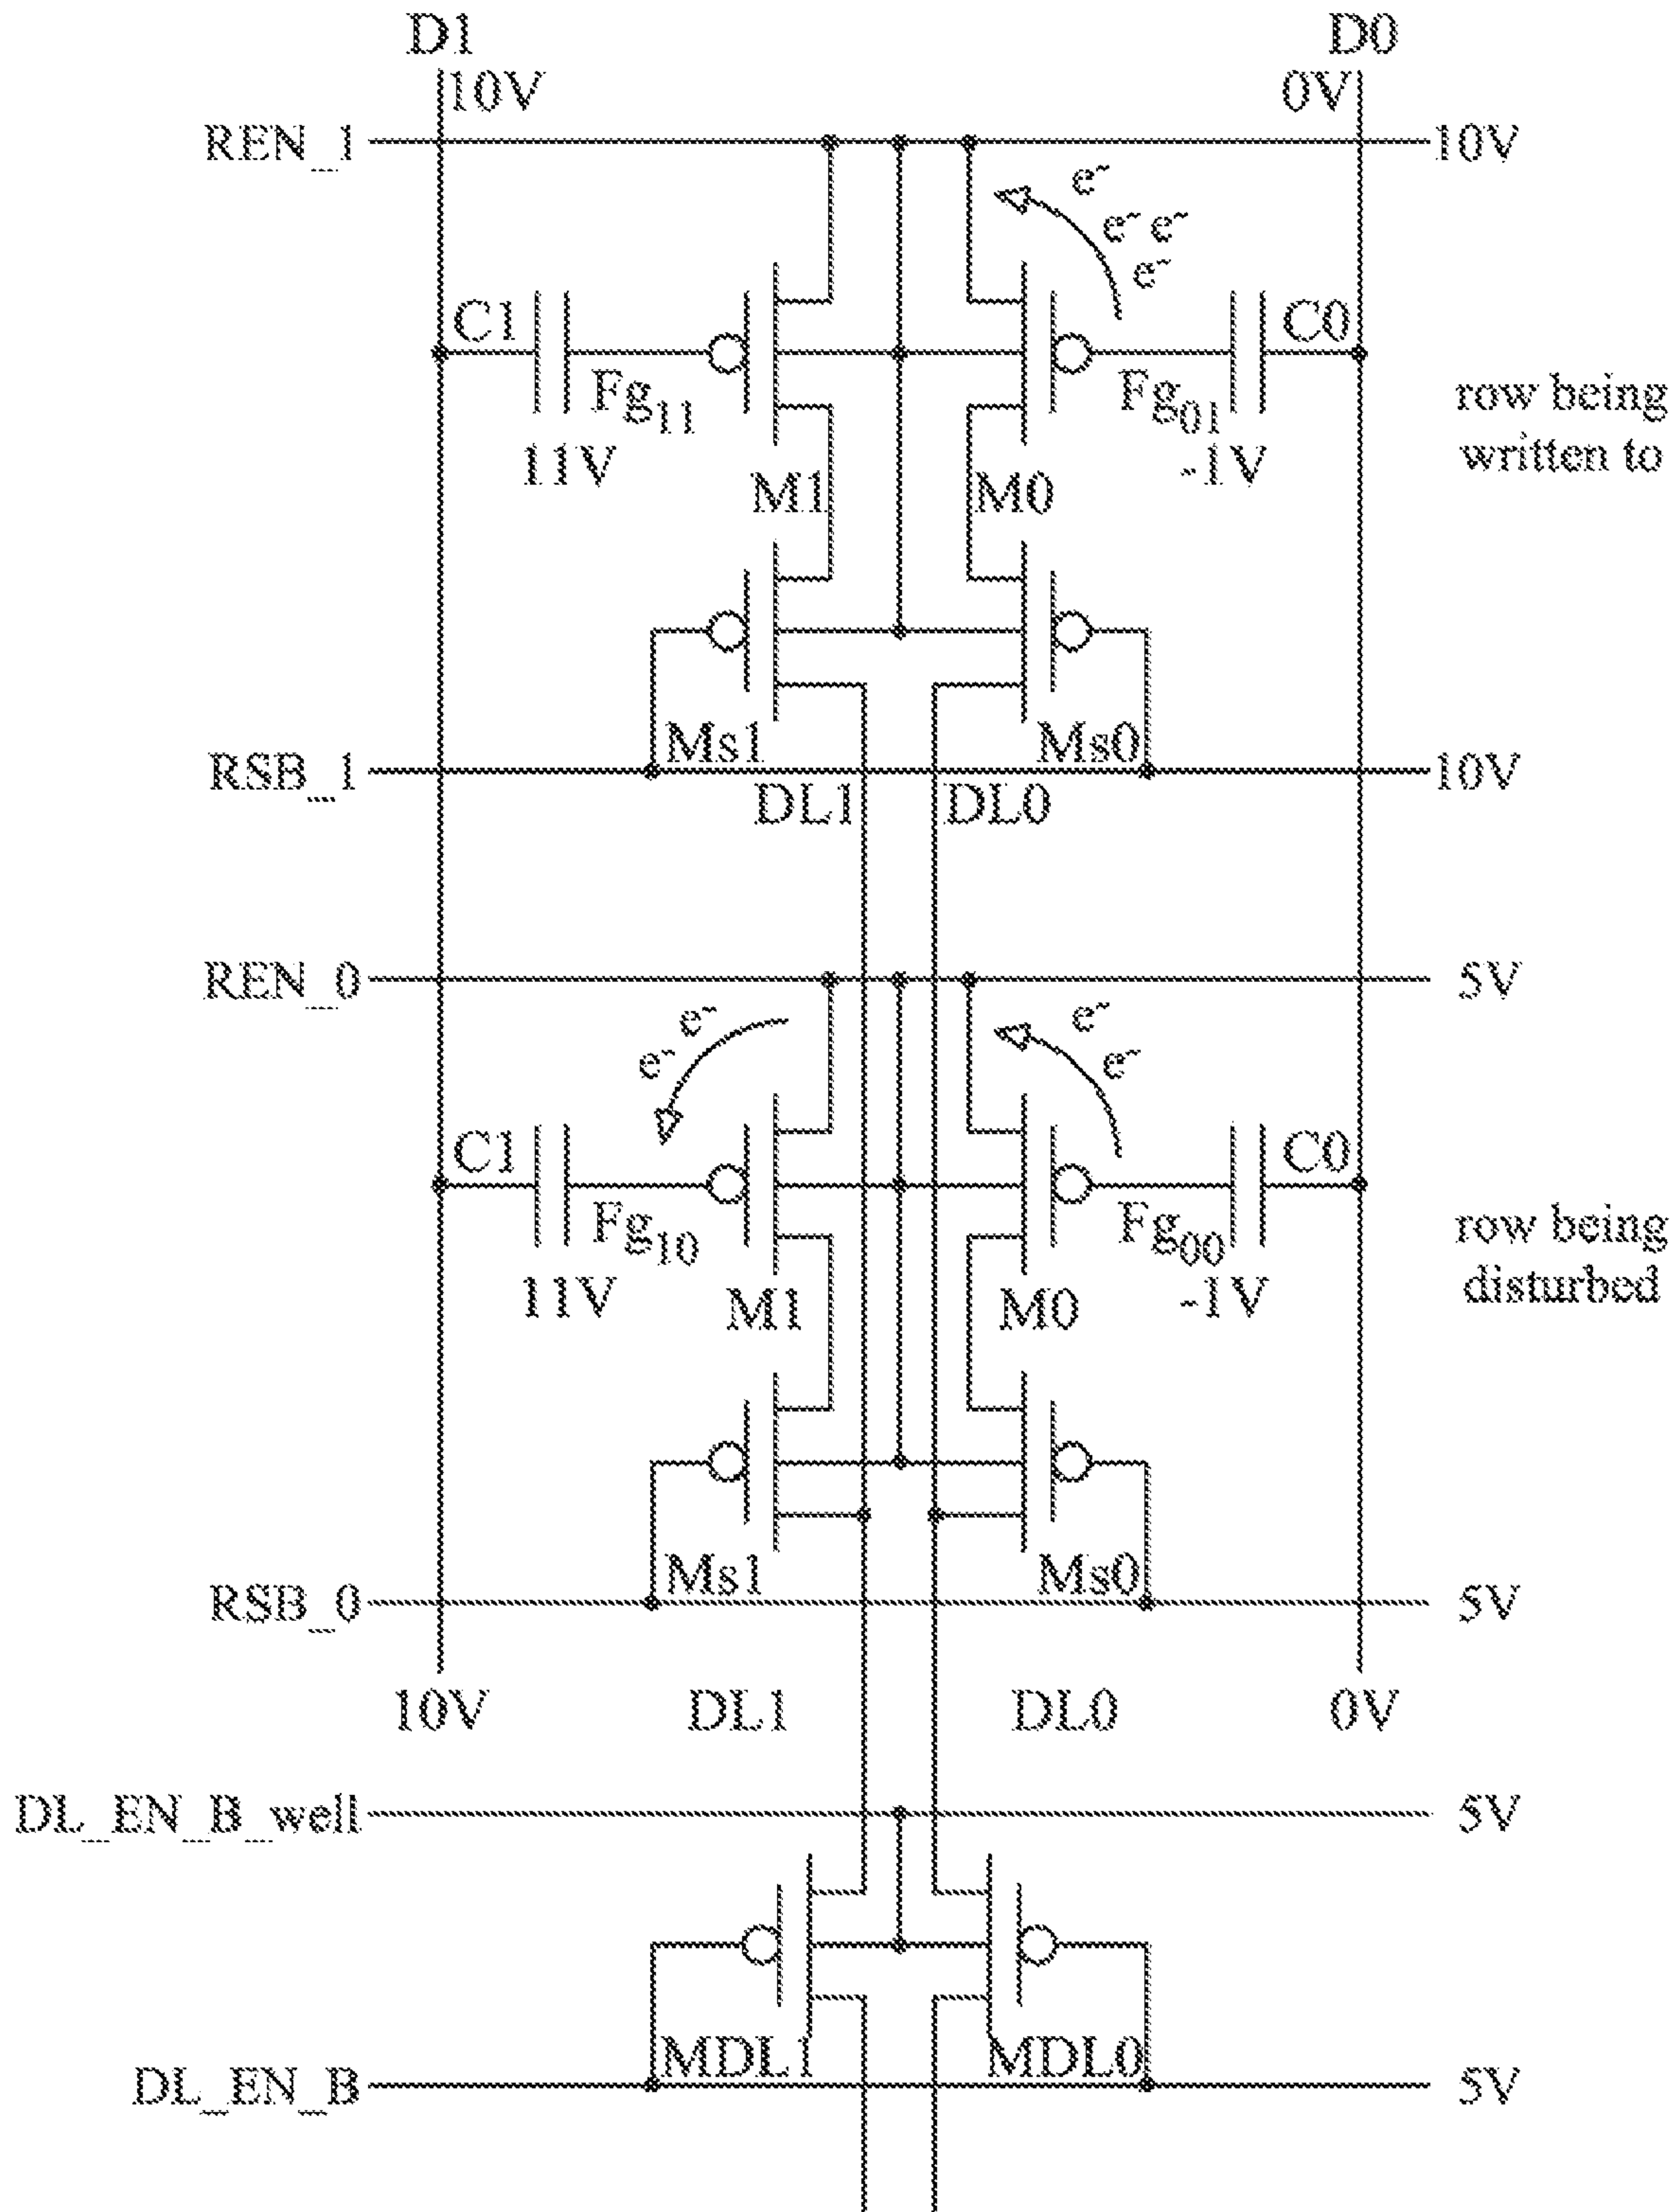 D1 D0
10V 0V
REN_1 10V
e-
e- e-
e-
C1 C0
Fg11 Fg01
row being
written to
11V -1V
M1 M0
Ms1 Ms0
RSB_1 10V
DL1 DL0
REN_0 5V
e- e-
e- e-
C1 C0
Fg10 Fg00
row being
disturbed
11V -1V
M1 M0
Ms1 Ms0
RSB_0 5V
10V DL1 DL0 0V
DL_EN_B_well 5V
MDL1 MDL0
DL_EN_B 5V